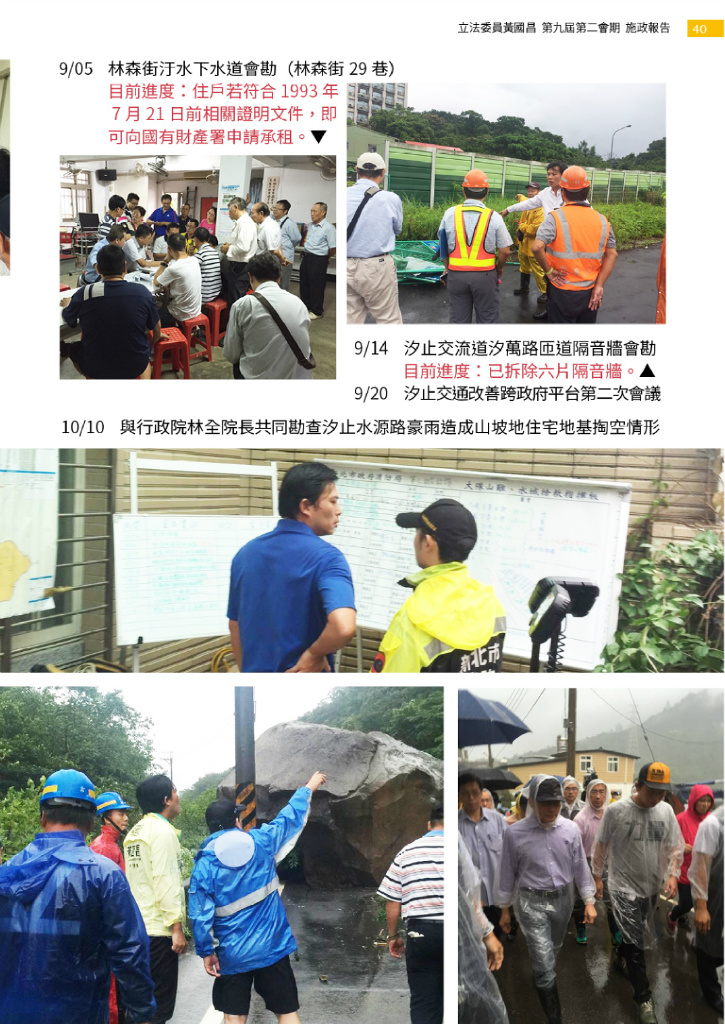 立法委員黃國昌 第九屆第二會期 施政報告 40
9/05 林森街汙水下水道會勘（林森街 29 巷）
目前進度：住戶若符合 1993 年
7 月 21 日前相關證明文件，即
可向國有財產署申請承租。▼
9/14 汐止交流道汐萬路匝道隔音牆會勘
目前進度：已拆除六片隔音牆。▲
9/20 汐止交通改善跨政府平台第二次會議
10/10 與行政院林全院長共同勘查汐止水源路豪雨造成山坡地住宅地基掏空情形
新北市